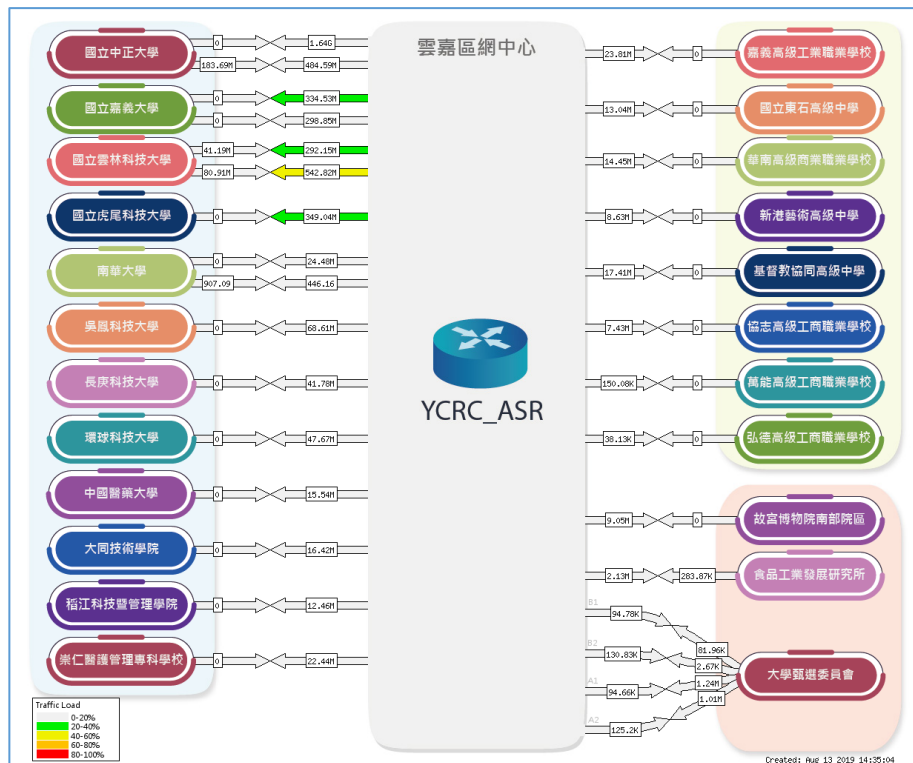 雲嘉區網中心
YCRC_ASR
國立中正大學
0
1.64G
183.69M
484.59M
國立嘉義大學
0
334.53M
0
298.85M
國立雲林科技大學
41.19M
292.15M
80.91M
542.82M
國立虎尾科技大學
0
349.04M
南華大學
0
24.48M
907.09
446.16
吳鳳科技大學
0
68.61M
長庚科技大學
0
41.78M
環球科技大學
0
47.67M
中國醫藥大學
0
15.54M
大同技術學院
0
16.42M
稻江科技暨管理學院
0
12.46M
崇仁醫護管理專科學校
0
22.44M
23.81M
0
嘉義高級工業職業學校
13.04M
0
國立東石高級中學
14.45M
0
華南高級商業職業學校
8.63M
0
新港藝術高級中學
17.41M
0
基督教協同高級中學
7.43M
0
協志高級工商職業學校
150.08K
0
萬能高級工商職業學校
38.13K
0
弘德高級工商職業學校
9.05M
0
故宮博物院南部院區
2.13M
283.87K
食品工業發展研究所
B1
94.78K
81.96K
B2
130.83K
2.67K
A1
94.66K
1.24M
A2
125.2K
1.01M
大學甄選委員會
Traffic Load
0-20%
20-40%
40-60%
60-80%
80-100%
Created: Aug 13 2019 14:35:04